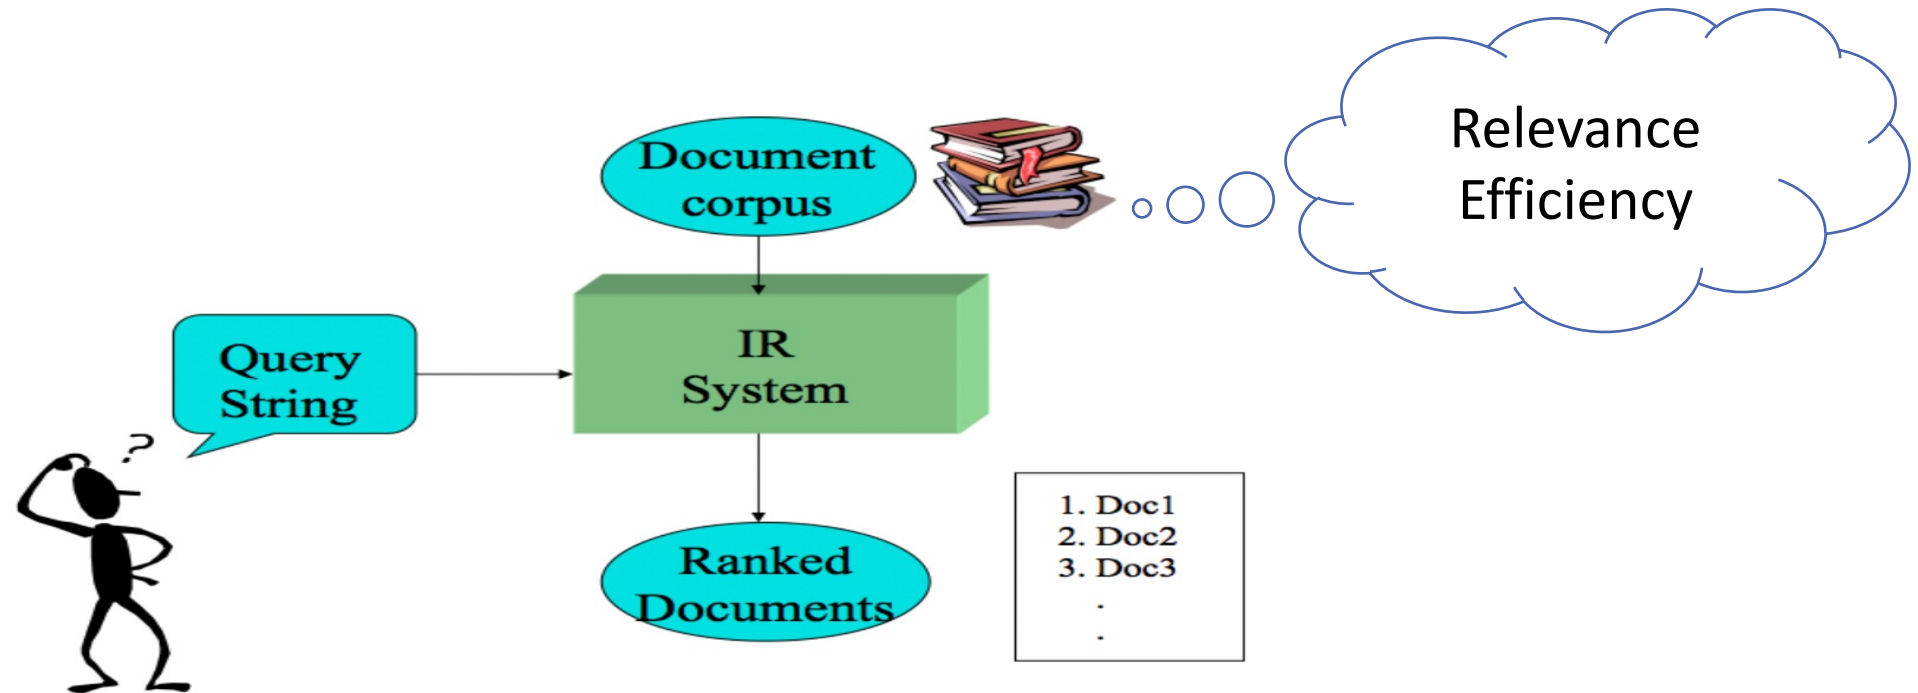 Relevance
Efficiency
Document
corpus
IR
System
Query
String
?
Ranked
Documents
1. Doc1
2. Doc2
3. Doc3
.
.